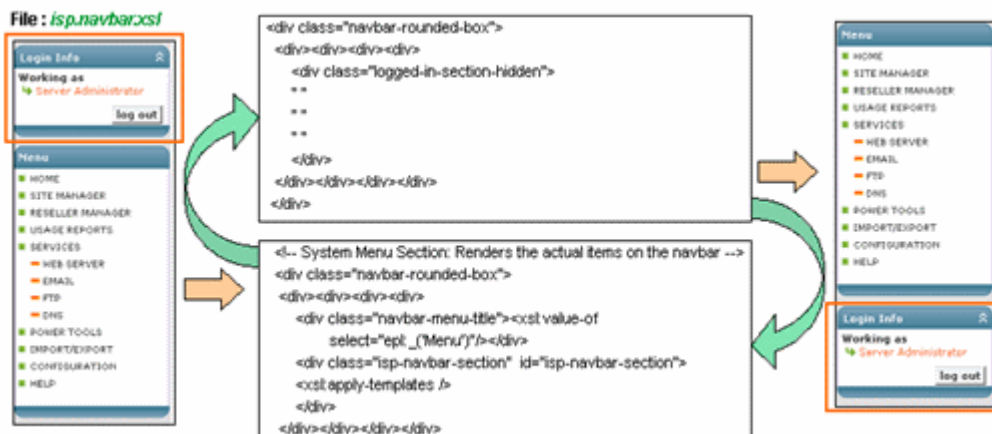 File : isp.navbar.xsl
Login Info
Working as
Server Administrator
log out
Menu
HOME
SITE MANAGER
RESELLER MANAGER
USAGE REPORTS
SERVICES
WEB SERVER
EMAIL
FTP
DNS
POWER TOOLS
IMPORT/EXPORT
CONFIGURATION
HELP
<div class="navbar-rounded-box">
<div><div><div><div>
<div class="logged-in-section-hidden">
" "
" "
" "
</div>
</div></div></div></div>
</div>
<!-- System Menu Section: Renders the actual items on the navbar -->
<div class="navbar-rounded-box">
<div><div><div><div>
<div class="navbar-menu-title"><xsl:value-of
select="epl:_('Menu')"/></div>
<div class="isp-navbar-section" id="isp-navbar-section">
<xsl:apply-templates />
</div>
</div></div></div></div>
Menu
HOME
SITE MANAGER
RESELLER MANAGER
USAGE REPORTS
SERVICES
WEB SERVER
EMAIL
FTP
DNS
POWER TOOLS
IMPORT/EXPORT
CONFIGURATION
HELP
Login Info
Working as
Server Administrator
log out